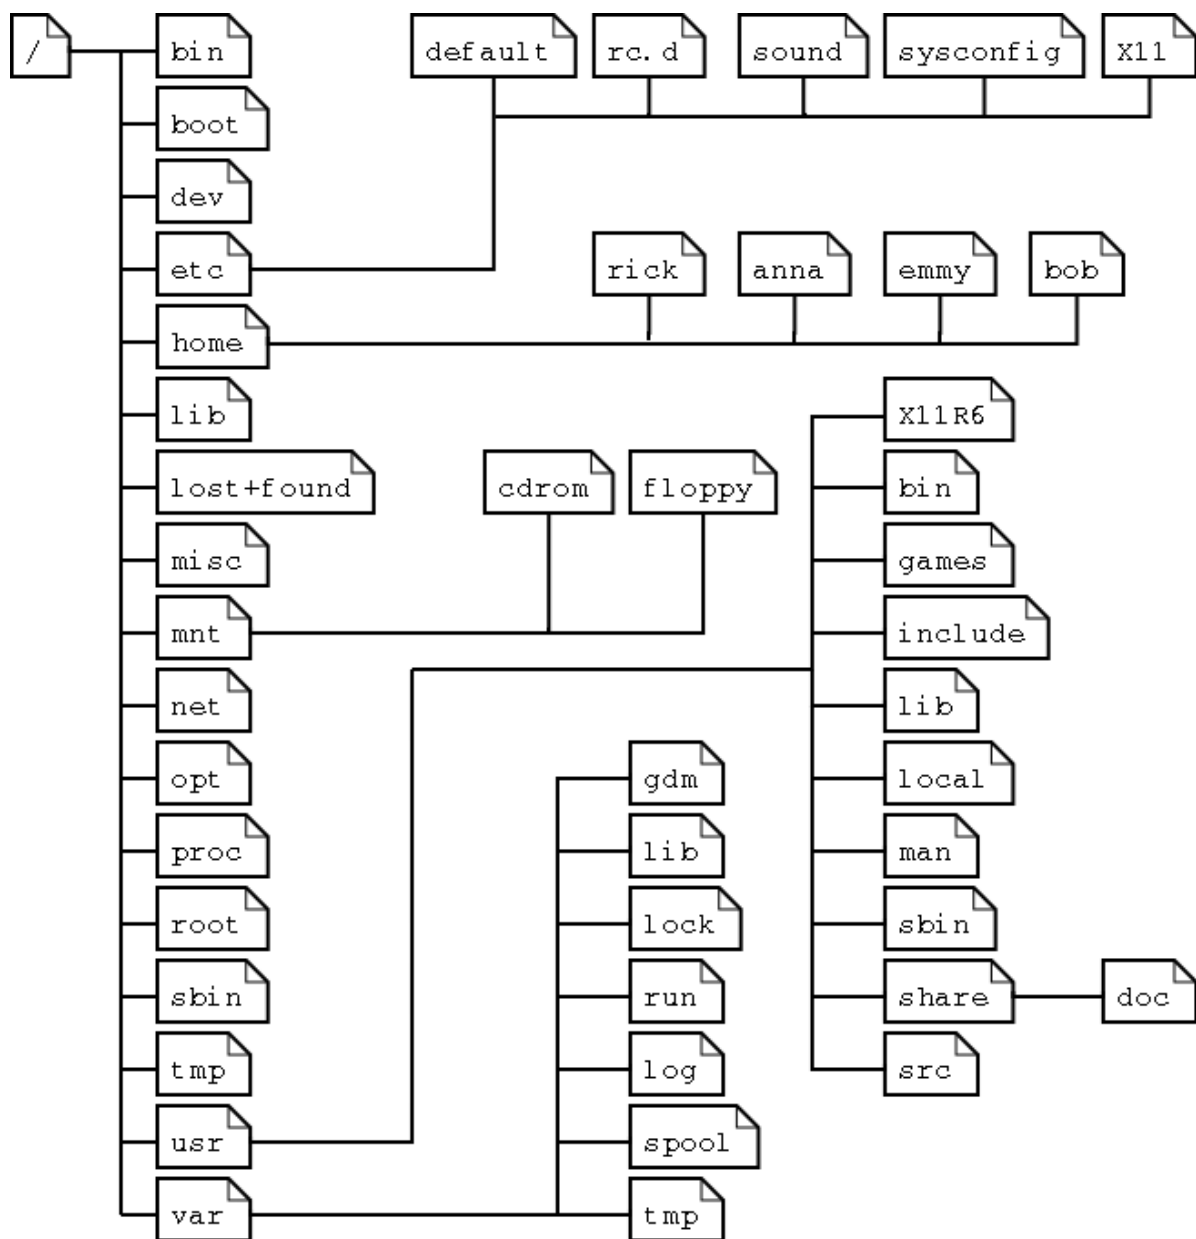 / bin default rc.d sound sysconfig X11
boot
dev
etc rick anna emmy bob
home
lib X11R6
lost+found cdrom floppy bin
misc games
mnt include
net lib
opt gdm local
proc lib man
root lock sbin
sbin run share doc
tmp log src
usr spool
var tmp